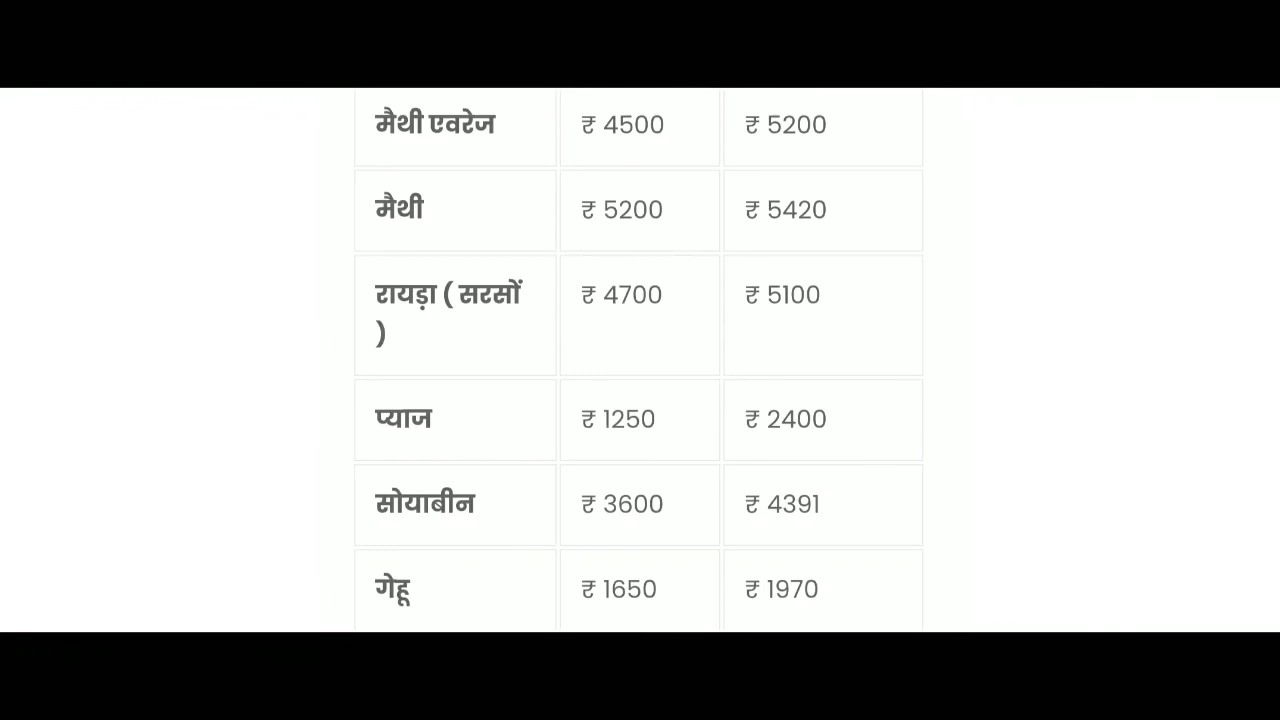 मैथी एवरेज ₹ 4500 ₹ 5200
मैथी ₹ 5200 ₹ 5420
रायड़ा ( सरसों ₹ 4700 ₹ 5100
)
प्याज ₹ 1250 ₹ 2400
सोयाबीन ₹ 3600 ₹ 4391
गेहू ₹ 1650 ₹ 1970